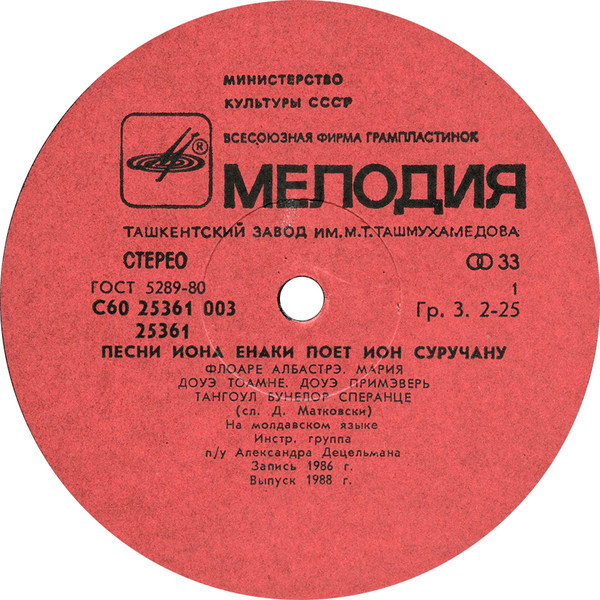 МИНИСТЕРСТВО
КУЛЬТУРЫ СССР
ВСЕСОЮЗНАЯ ФИРМА ГРАМПЛАСТИНОК
®
МЕЛОДИЯ
ТАШКЕНТСКИЙ ЗАВОД ИМ. М.Т. ТАШМУХАМЕДОВА
СТЕРЕО 33
ГОСТ 5289-80 1
С60 25361 003 Гр. 3. 2-25
25361
ПЕСНИ ИОНА ЕНАКИ ПОЕТ ИОН СУРУЧАНУ
ФЛОАРЕ АЛБАСТРЭ. МАРИЯ
ДОУЭ ТОАМНЕ. ДОУЭ ПРИМЭВЕРЬ
ТАНГОУЛ БУНЕЛОР СПЕРАНЦЕ
(сл. Д. Матковски)
На молдавском языке
Инстр. группа
п/у Александра Децельмана
Запись 1986 г.
Выпуск 1988 г.